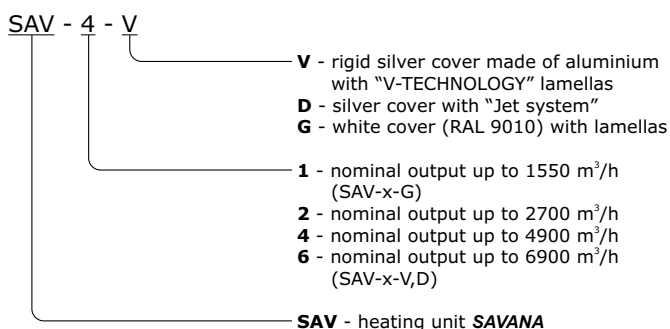 SAV - 4 - V
V - rigid silver cover made of aluminium
with “V-TECHNOLOGY” lamellas
D - silver cover with “Jet system”
G - white cover (RAL 9010) with lamellas
1 - nominal output up to 1550 m³/h
(SAV-x-G)
2 - nominal output up to 2700 m³/h
4 - nominal output up to 4900 m³/h
6 - nominal output up to 6900 m³/h
(SAV-x-V,D)
SAV - heating unit SAVANA